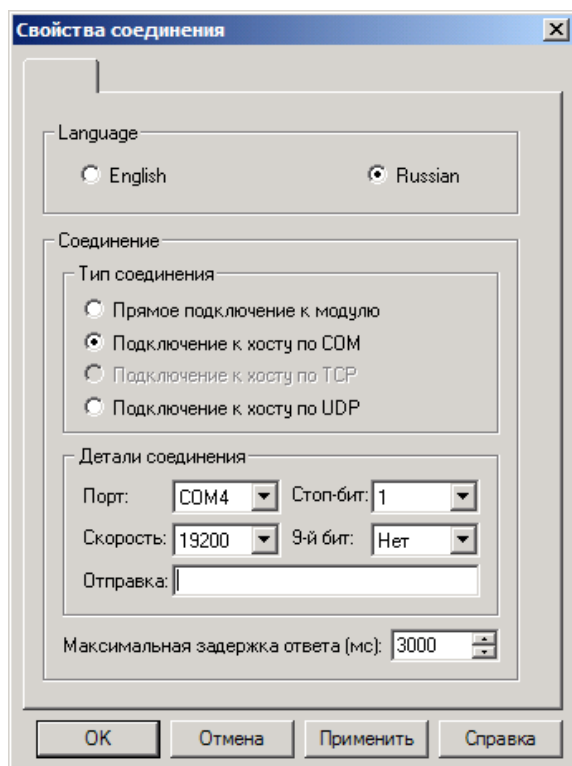 Свойства соединения
Language
English Russian
Соединение
Тип соединения
Прямое подключение к модулю
Подключение к хосту по COM
Подключение к хосту по TCP
Подключение к хосту по UDP
Детали соединения
Порт: COM4 Стоп-бит: 1
Скорость: 19200 9-й бит: Нет
Отправка:
Максимальная задержка ответа (мс): 3000
OK Отмена Применить Справка